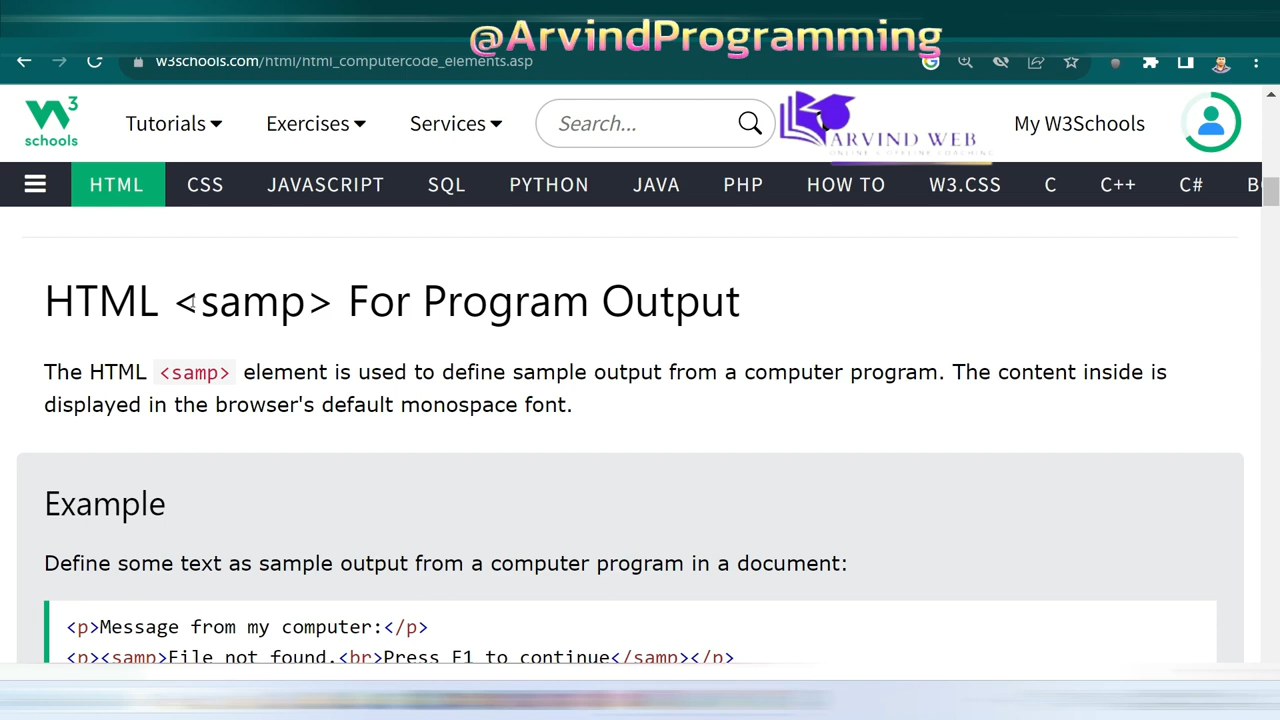 @ArvindProgramming
w3schools.com/html/html_computercode_elements.asp
W3 schools
Tutorials Exercises Services Search... ARVIND WEB My W3Schools
HTML CSS JAVASCRIPT SQL PYTHON JAVA PHP HOW TO W3.CSS C C++ C#
HTML <samp> For Program Output
The HTML <samp> element is used to define sample output from a computer program. The content inside is
displayed in the browser's default monospace font.
Example
Define some text as sample output from a computer program in a document:
<p>Message from my computer:</p>
<p><samp>File not found.<br>Press F1 to continue</samp></p>